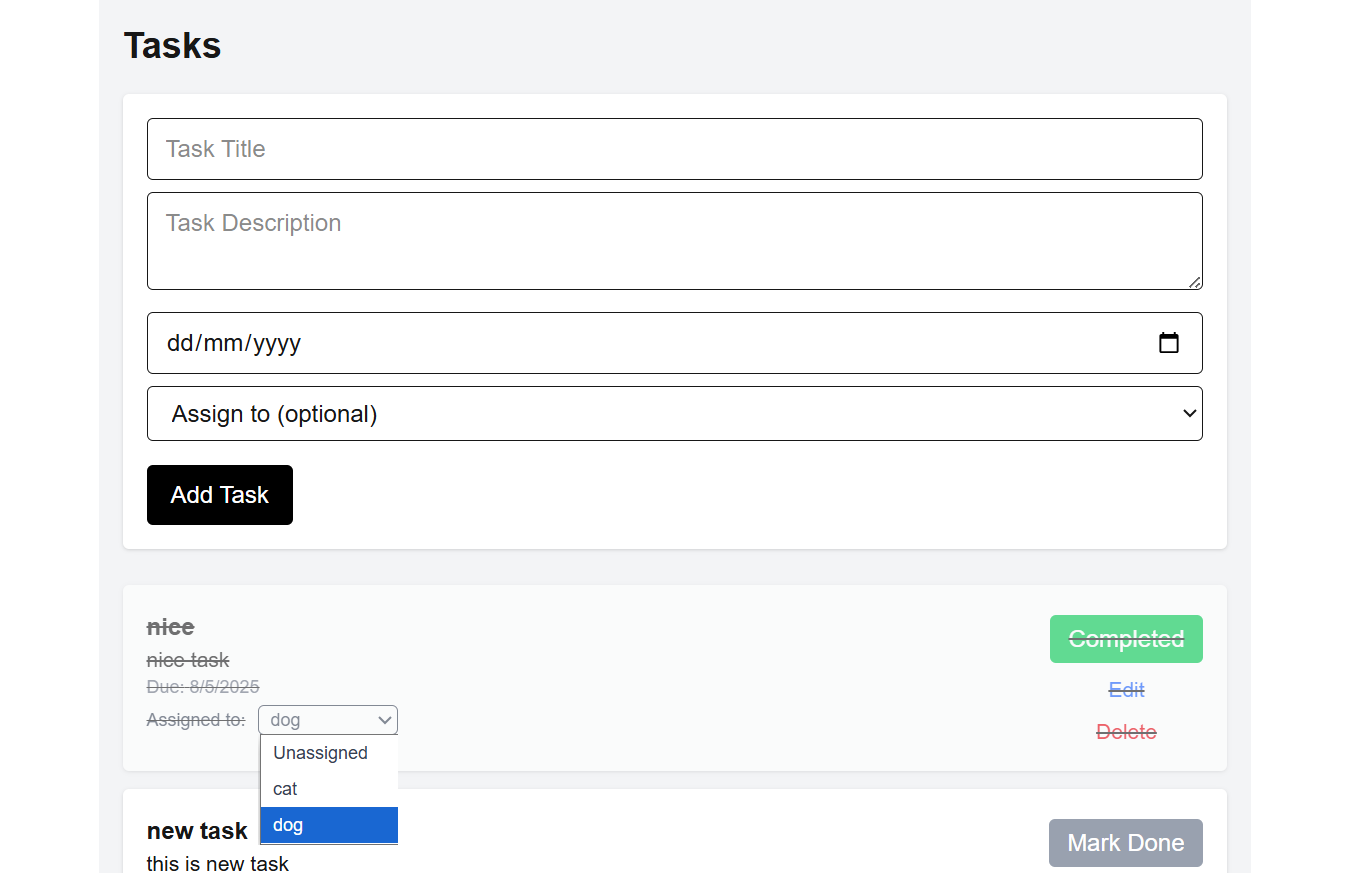 Tasks
Task Title
Task Description
dd/mm/yyyy
Assign to (optional)
Add Task
nice
nice task
Due: 8/5/2025
Assigned to: dog
Unassigned
cat
dog
Completed
Edit
Delete
new task
this is new task
Mark Done